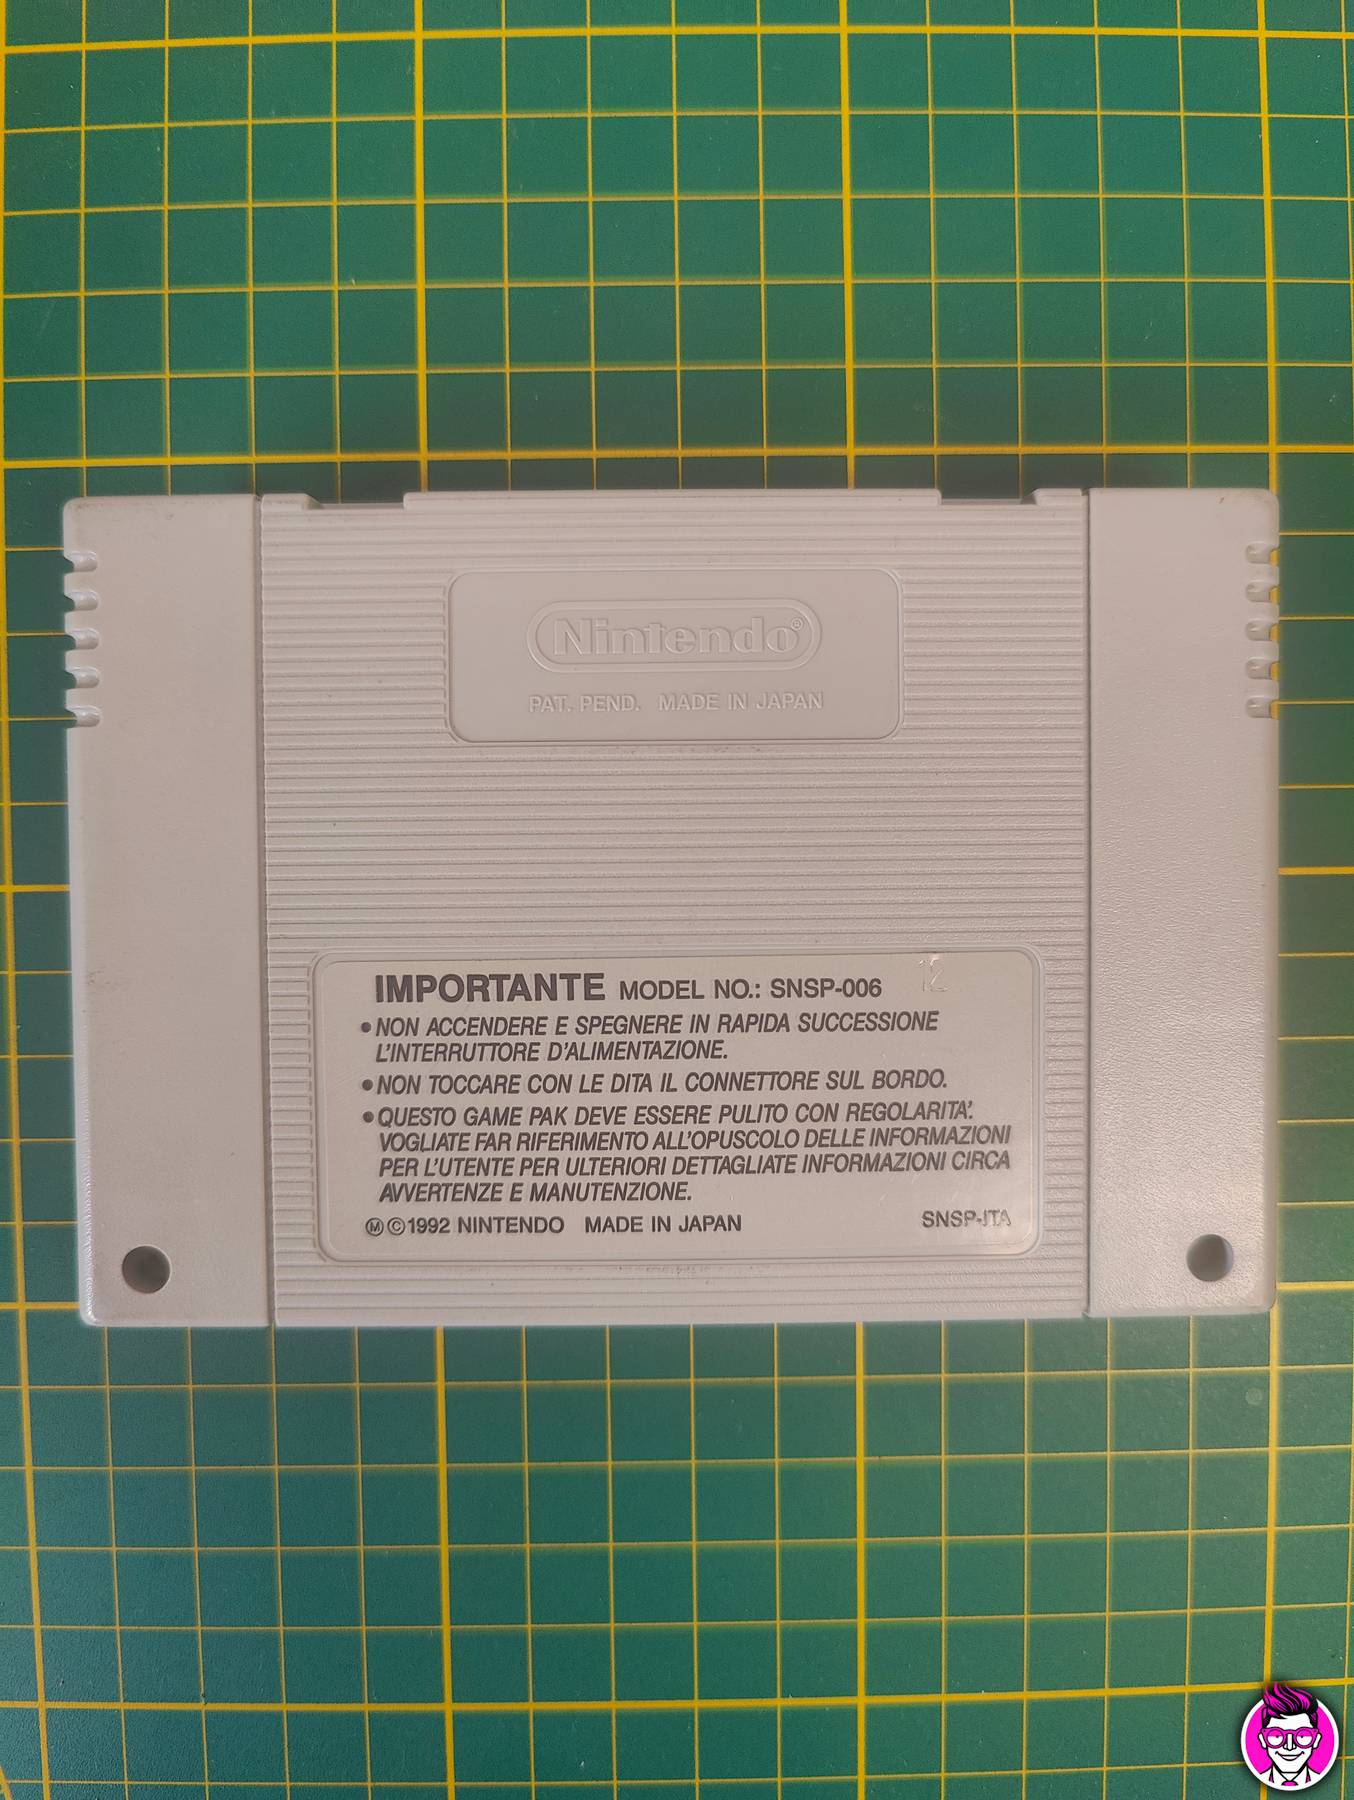 Nintendo®
PAT. PEND. MADE IN JAPAN
IMPORTANTE MODEL NO.: SNSP-006 12
•NON ACCENDERE E SPEGNERE IN RAPIDA SUCCESSIONE
L'INTERRUTTORE D'ALIMENTAZIONE.
•NON TOCCARE CON LE DITA IL CONNETTORE SUL BORDO.
•QUESTO GAME PAK DEVE ESSERE PULITO CON REGOLARITA'.
VOGLIATE FAR RIFERIMENTO ALL'OPUSCOLO DELLE INFORMAZIONI
PER L'UTENTE PER ULTERIORI DETTAGLIATE INFORMAZIONI CIRCA
AVVERTENZE E MANUTENZIONE.
Ⓜ©1992 NINTENDO MADE IN JAPAN SNSP-ITA